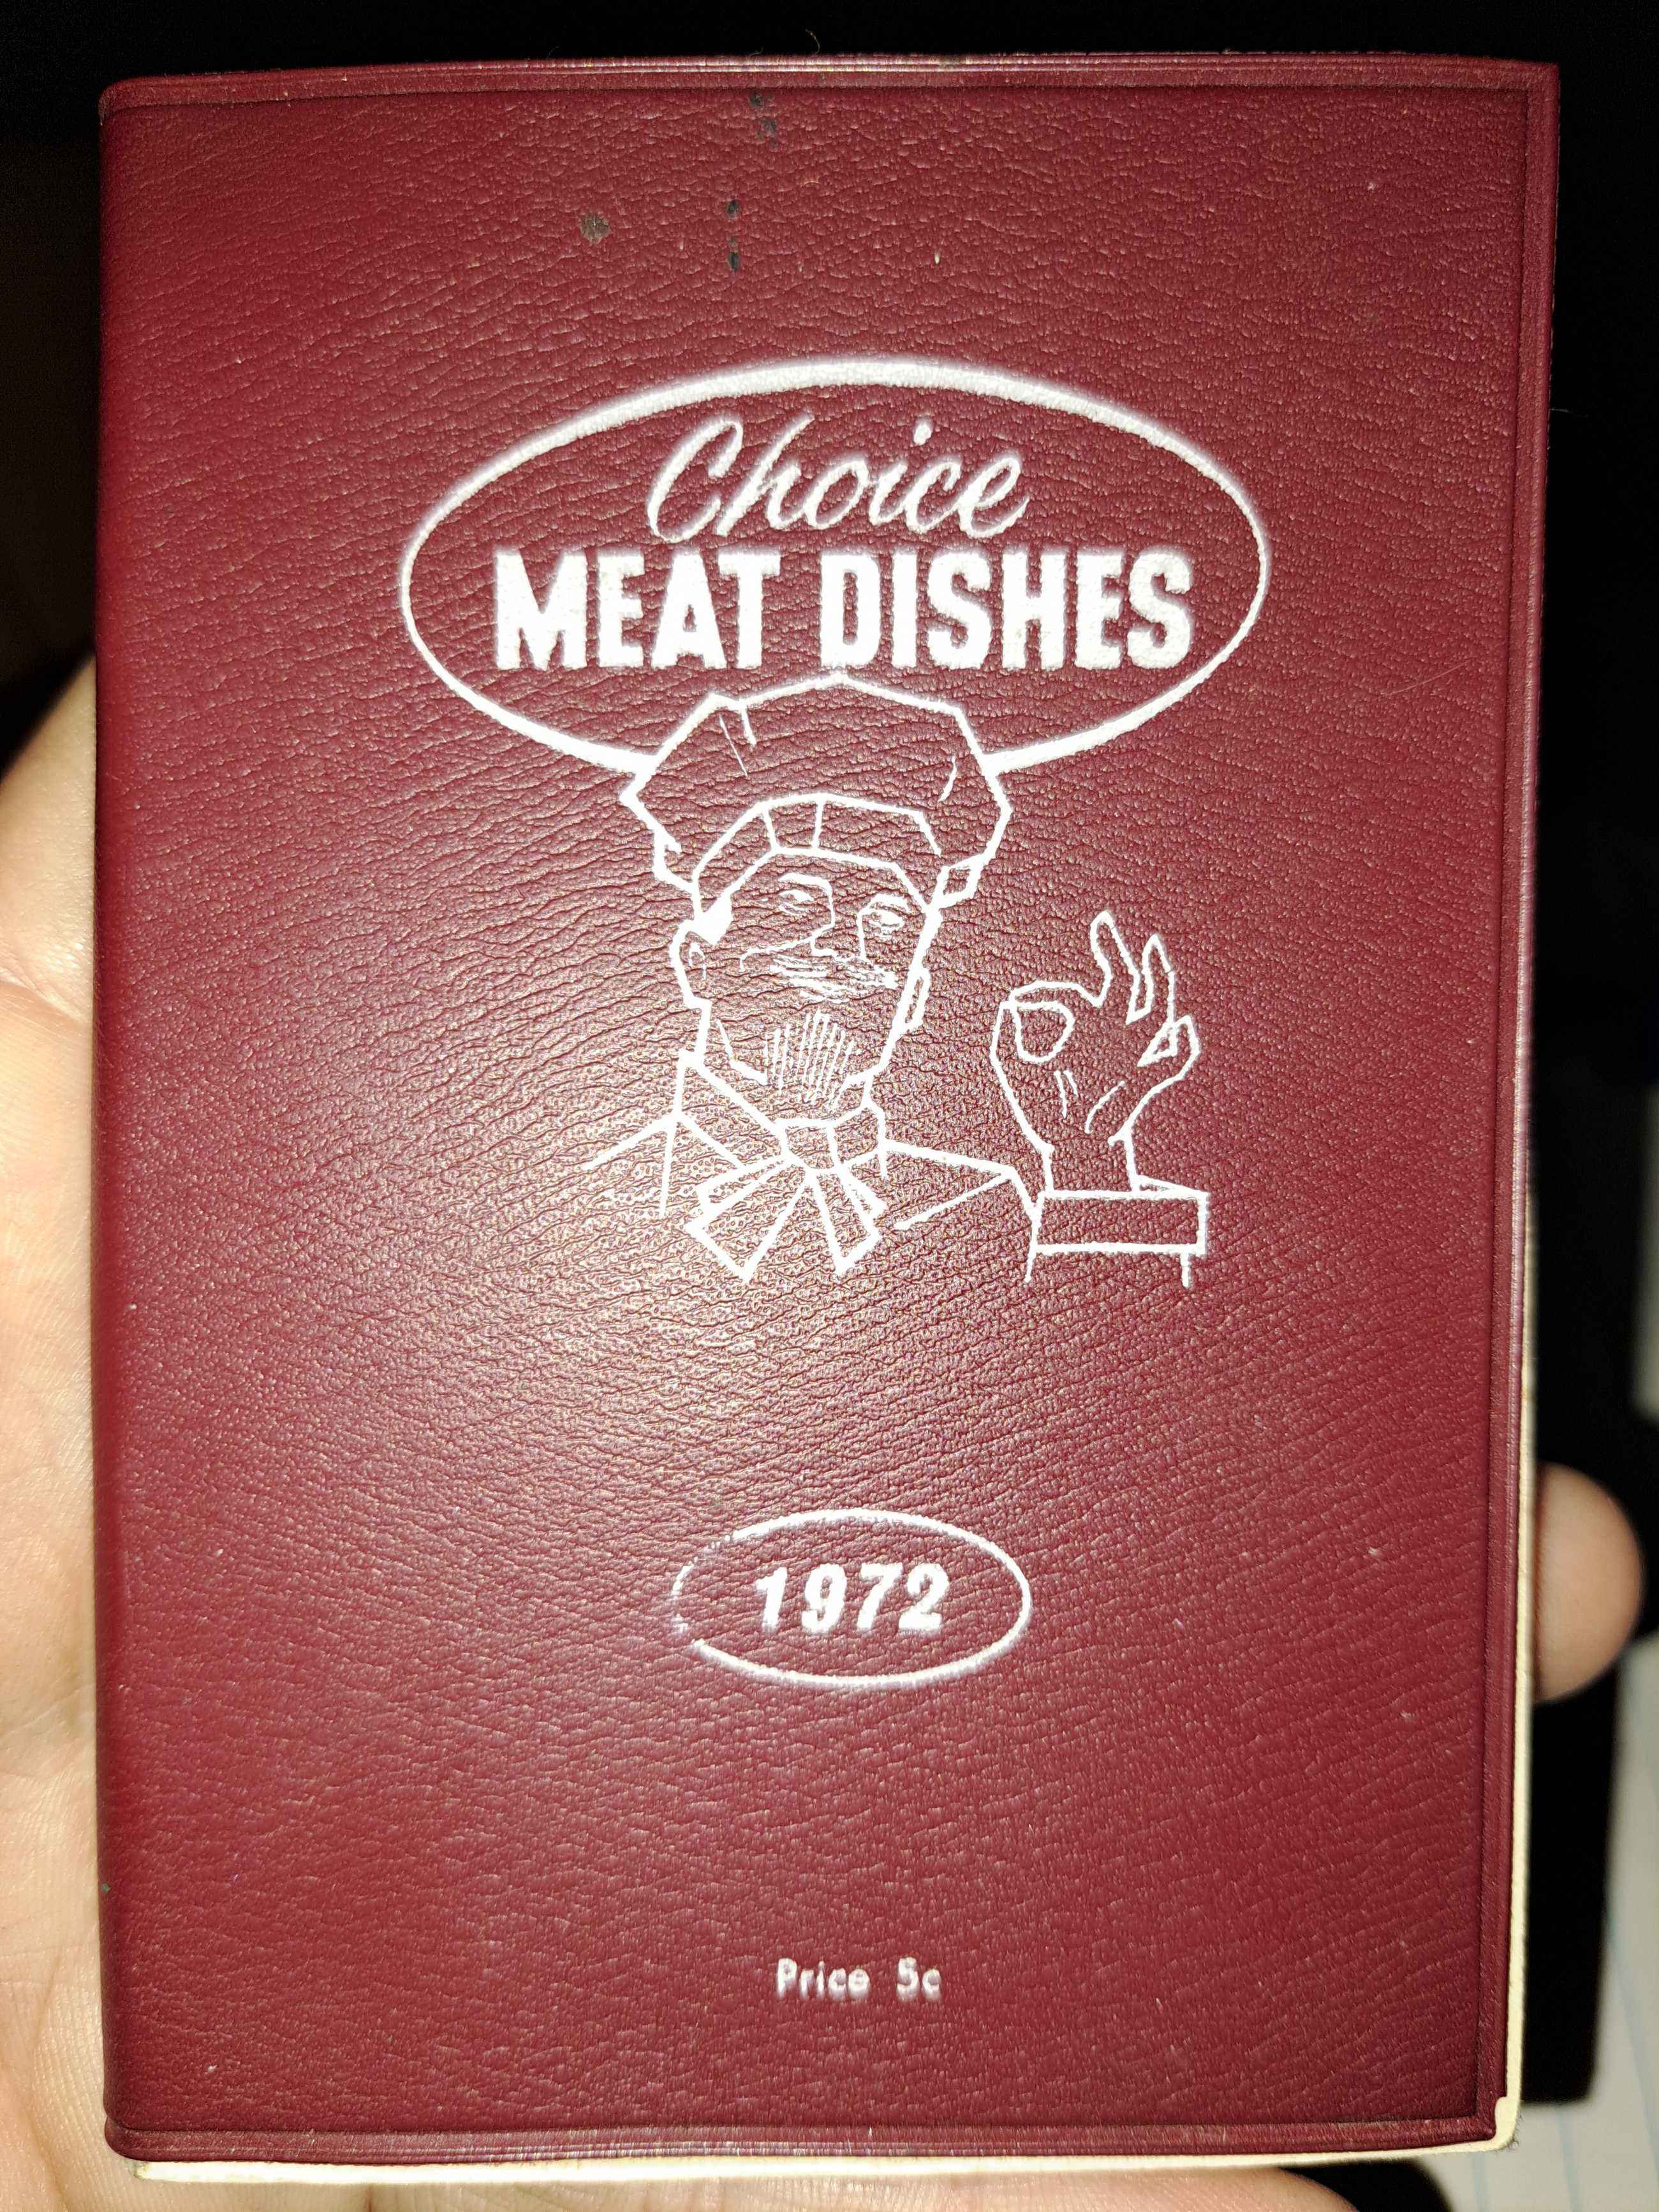 Choice
MEAT DISHES
1972
Price 5c